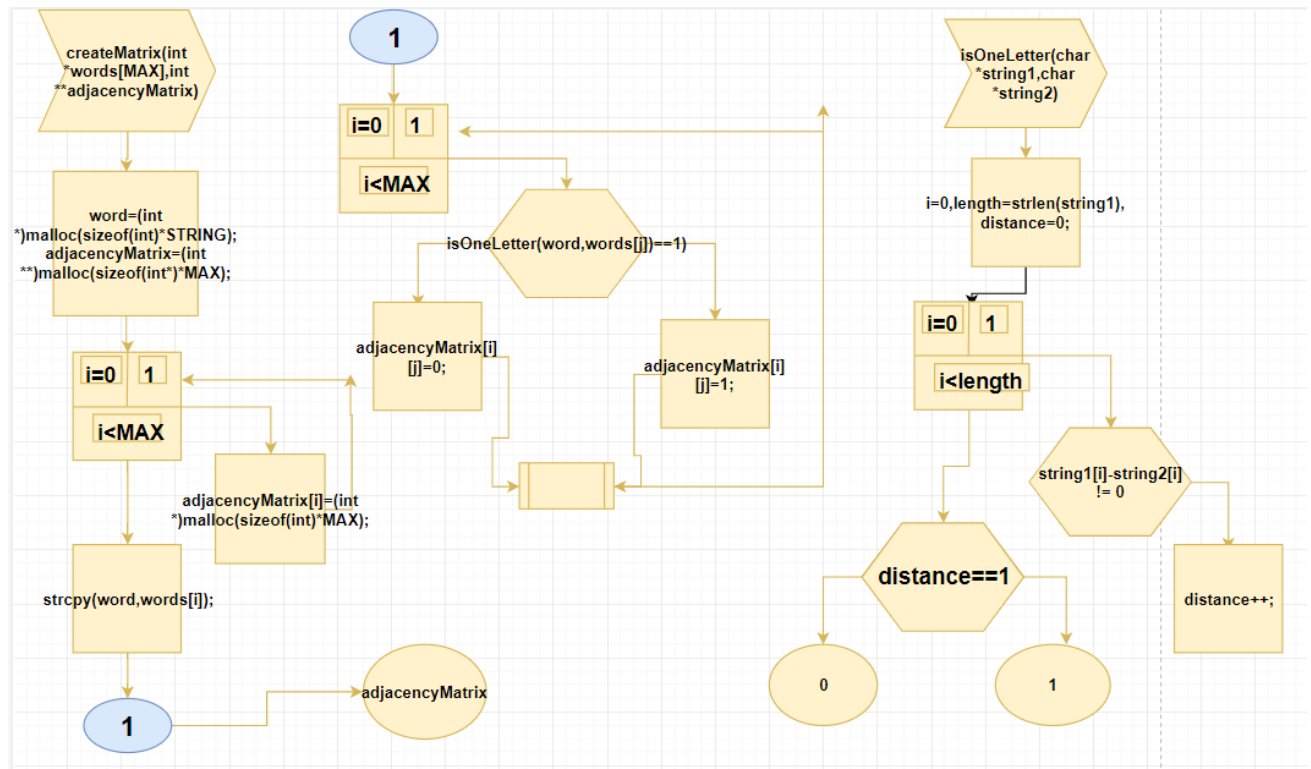 createMatrix(int
*words[MAX],int
**adjacencyMatrix)
word=(int
*)malloc(sizeof(int)*STRING);
adjacencyMatrix=(int
**)malloc(sizeof(int*)*MAX);
i=0 1
i<MAX
adjacencyMatrix[i]=(int
*)malloc(sizeof(int)*MAX);
strcpy(word,words[i]);
1
adjacencyMatrix
1
i=0 1
i<MAX
isOneLetter(word,words[j])==1)
adjacencyMatrix[i]
[j]=0;
adjacencyMatrix[i]
[j]=1;
isOneLetter(char
*string1,char
*string2)
i=0,length=strlen(string1),
distance=0;
i=0 1
i<length
string1[i]-string2[i]
!= 0
distance++;
distance==1
0
1